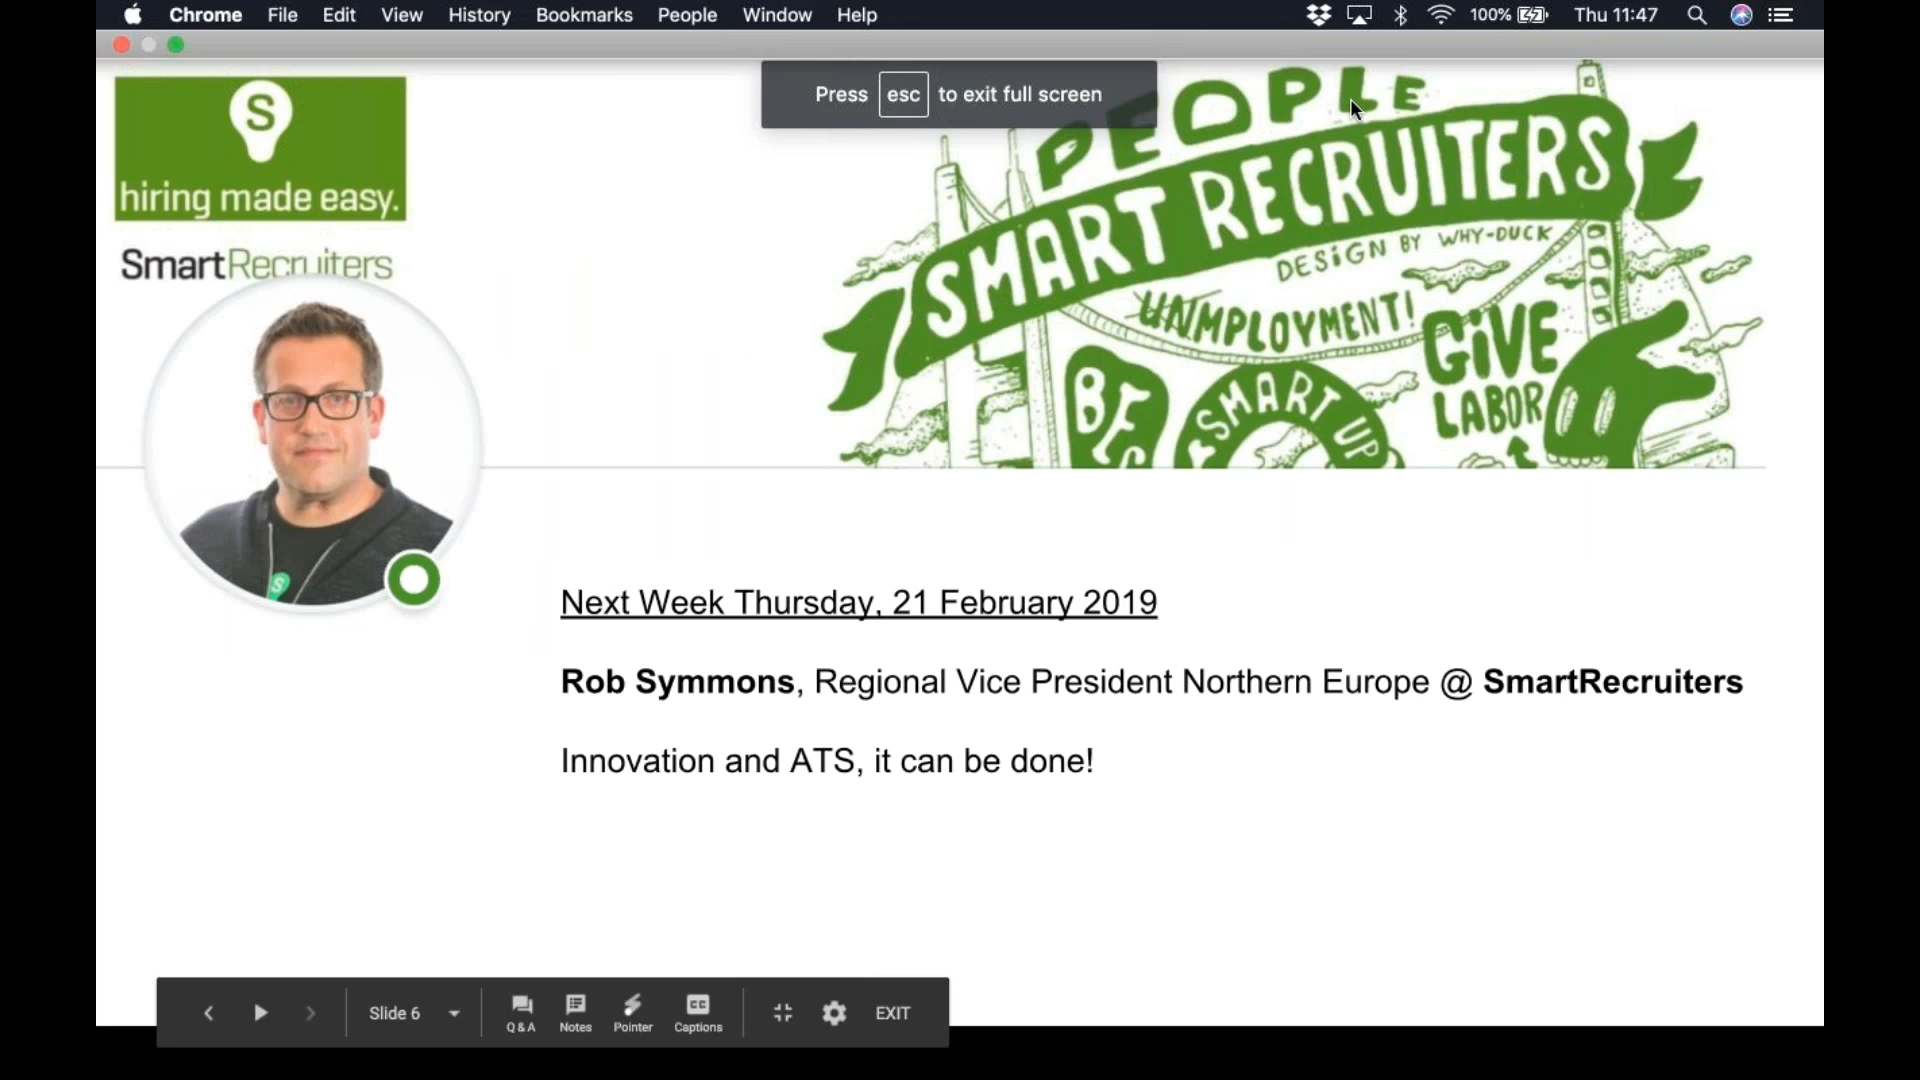 Chrome File Edit View History Bookmarks People Window Help 100% Thu 11:47
Press esc to exit full screen
S
hiring made easy.
SmartRecruiters
PEOPLE
SMART RECRUITERS
DESIGN BY WHY-DUCK
UNMPLOYMENT!
GIVE
LABOR
BES
SMART UP
S
Next Week Thursday, 21 February 2019
Rob Symmons, Regional Vice President Northern Europe @ SmartRecruiters
Innovation and ATS, it can be done!
Slide 6 Q & A Notes Pointer CC Captions EXIT